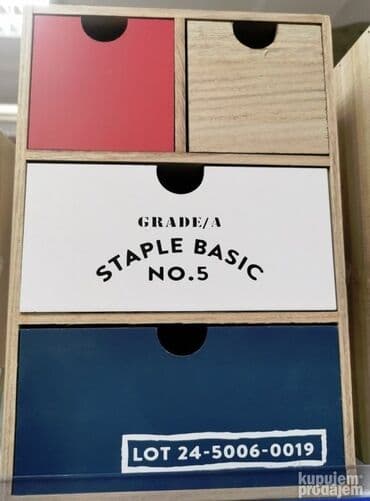 GRADE/A
STAPLE BASIC
NO.5
LOT 24-5006-0019
kupujem
prodajem